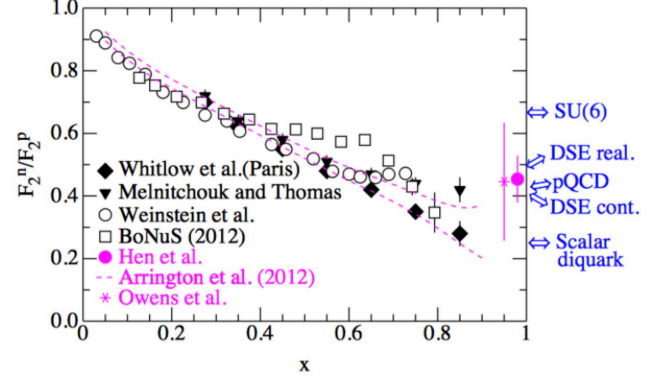 1.0
0.8
0.6
0.4
0.2
0.0
F₂ⁿ/F₂ᵖ
Whitlow et al.(Paris)
Melnitchouk and Thomas
Weinstein et al.
BoNuS (2012)
Hen et al.
Arrington et al. (2012)
Owens et al.
0 0.2 0.4 0.6 0.8 1
x
SU(6)
DSE real.
pQCD
DSE cont.
Scalar
diquark